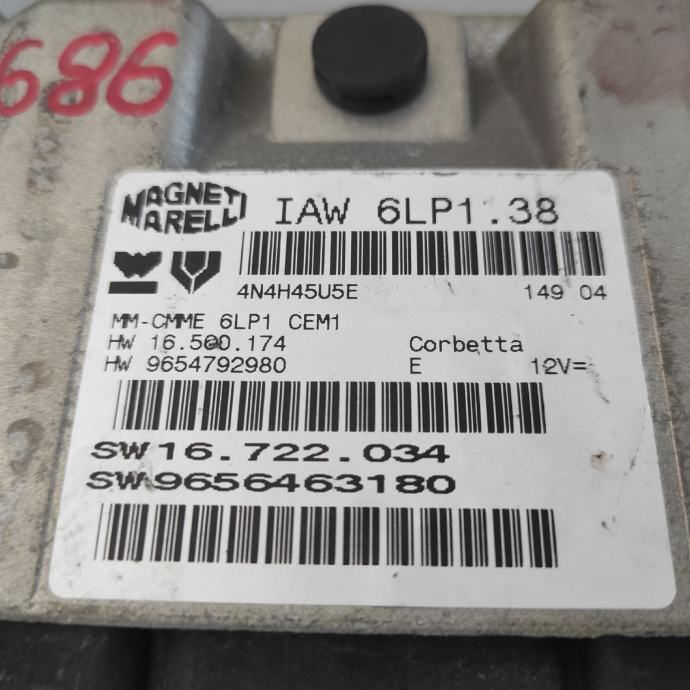 686
MAGNETI
MARELLI
IAW 6LP1.38
4N4H45U5E 149 04
MM-CMME 6LP1 CEM1
HW 16.500.174 Corbetta
HW 9654792980 E 12V=
SW16.722.034
SW9656463180